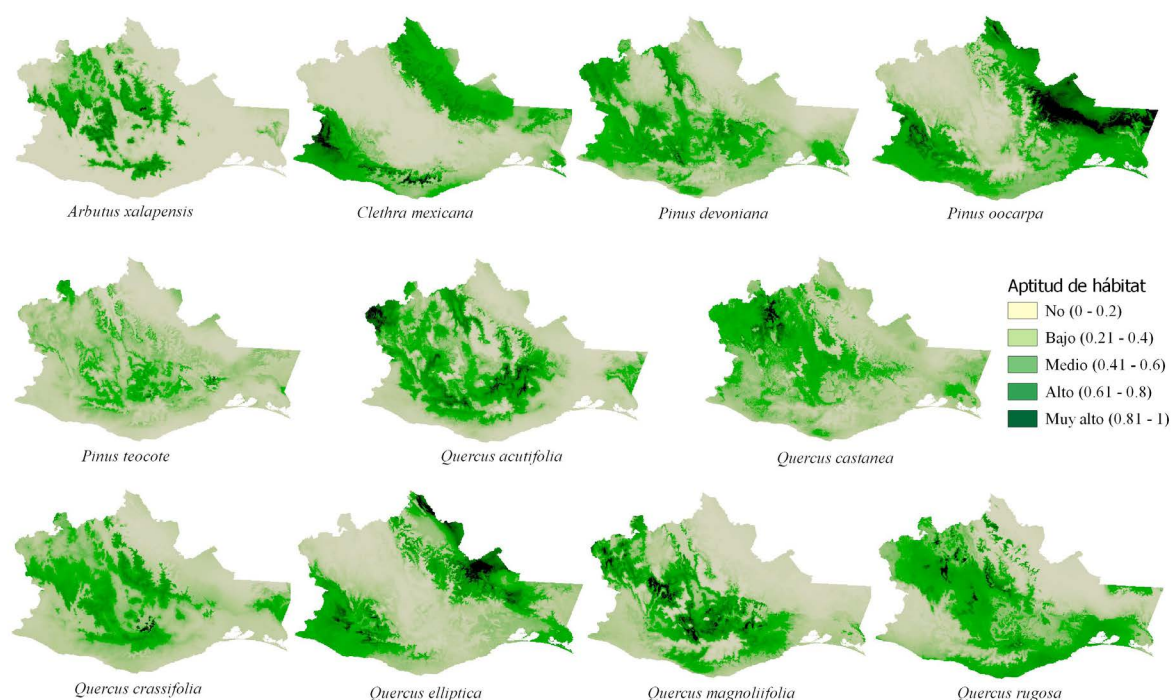 Arbutus xalapensis
Clethra mexicana
Pinus devoniana
Pinus oocarpa
Pinus teocote
Quercus acutifolia
Quercus castanea
Aptitud de hábitat
No (0 - 0.2)
Bajo (0.21 - 0.4)
Medio (0.41 - 0.6)
Alto (0.61 - 0.8)
Muy alto (0.81 - 1)
Quercus crassifolia
Quercus elliptica
Quercus magnoliifolia
Quercus rugosa